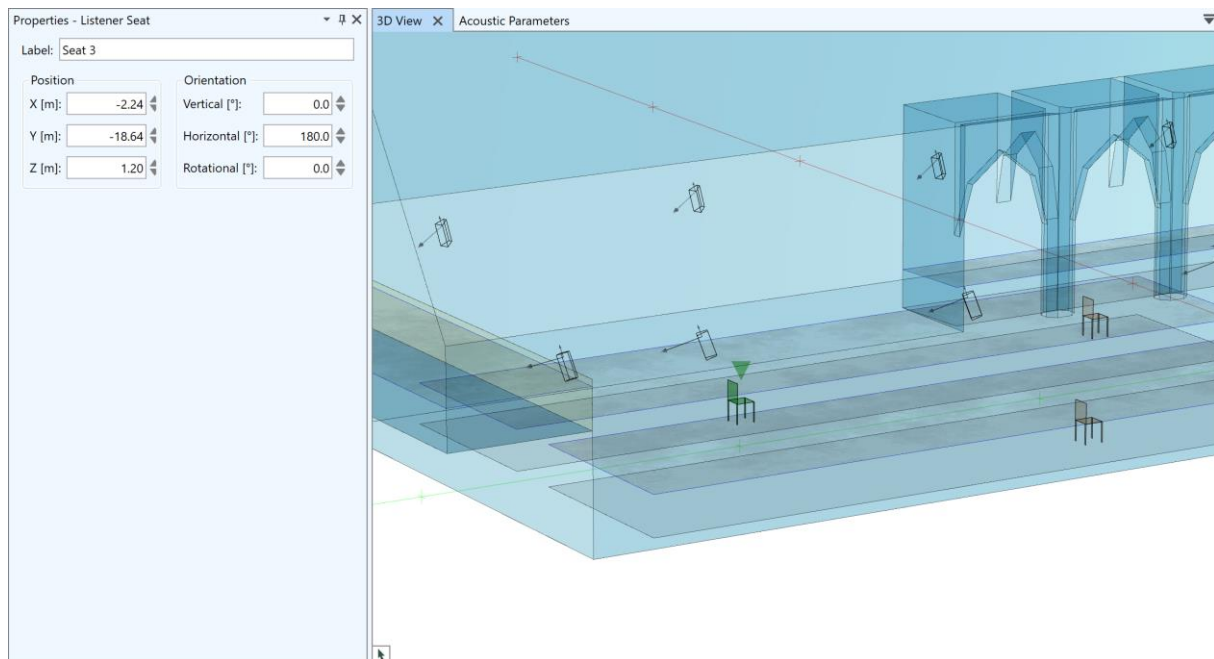 Properties - Listener Seat
Label: Seat 3
Position
X [m]: -2.24
Y [m]: -18.64
Z [m]: 1.20
Orientation
Vertical [°]: 0.0
Horizontal [°]: 180.0
Rotational [°]: 0.0
3D View Acoustic Parameters